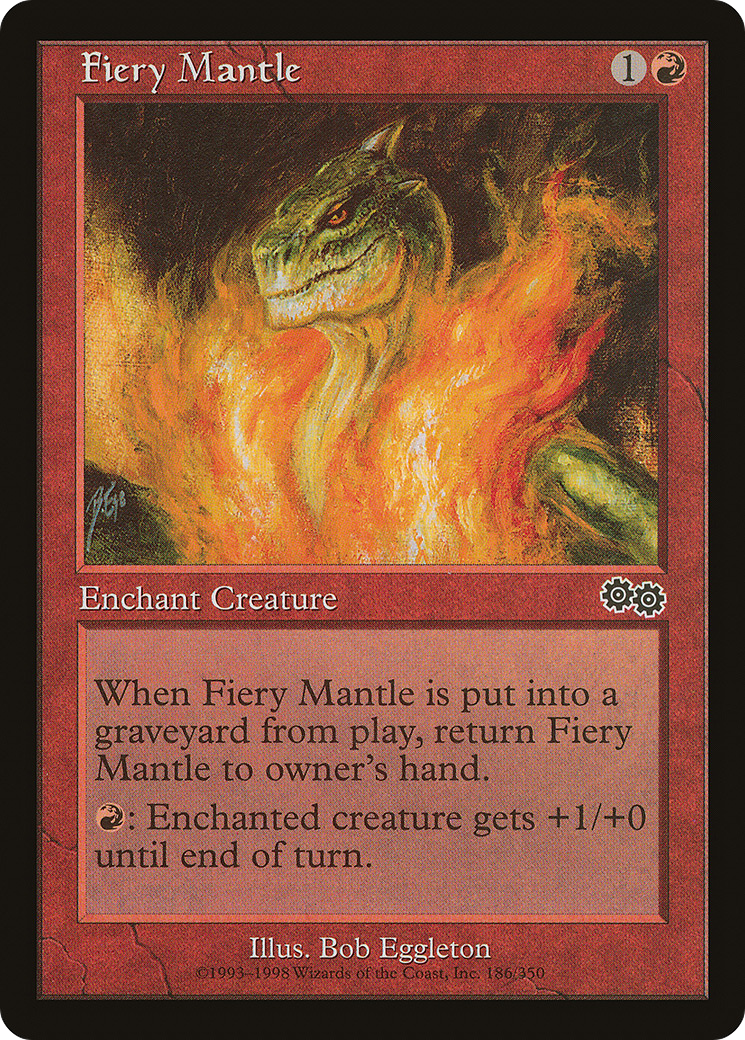 Fiery Mantle 1
Enchant Creature
When Fiery Mantle is put into a
graveyard from play, return Fiery
Mantle to owner's hand.
: Enchanted creature gets +1/+0
until end of turn.
Illus. Bob Eggleton
©1993–1998 Wizards of the Coast, Inc. 186/350